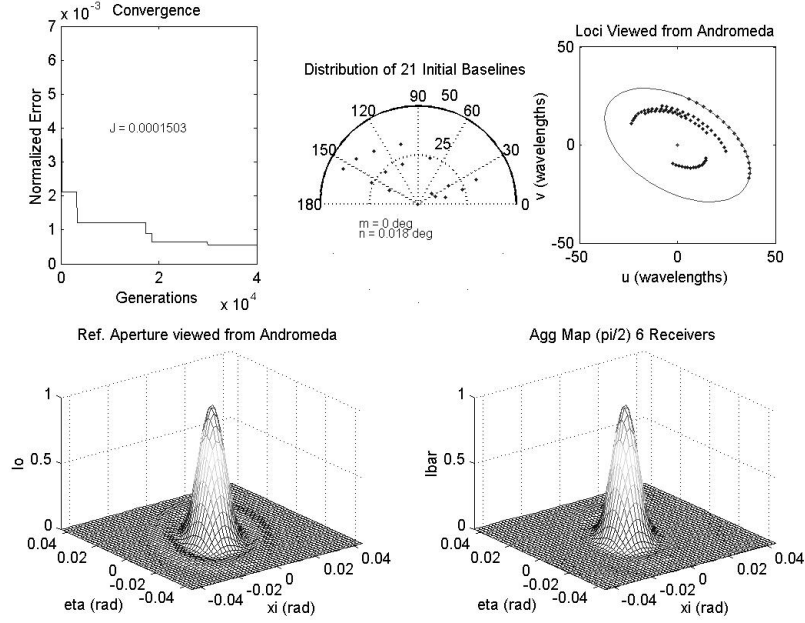 x 10^-3 Convergence
7
6
5
4
3
2
1
0
Normalized Error
J = 0.0001503
0 2 4
Generations x 10^4
Distribution of 21 Initial Baselines
180 150 120 90 60 30 0
50
25
m = 0 deg
n = 0.018 deg
Loci Viewed from Andromeda
50
0
-50
v (wavelengths)
-50 0 50
u (wavelengths)
Ref. Aperture viewed from Andromeda
1
0.5
0
Io
0.04
0.02
0
-0.02
-0.04
eta (rad)
-0.04 -0.02 0 0.02 0.04
xi (rad)
Agg Map (pi/2) 6 Receivers
1
0.5
0
Ibar
0.04
0.02
0
-0.02
-0.04
eta (rad)
-0.04 -0.02 0 0.02 0.04
xi (rad)